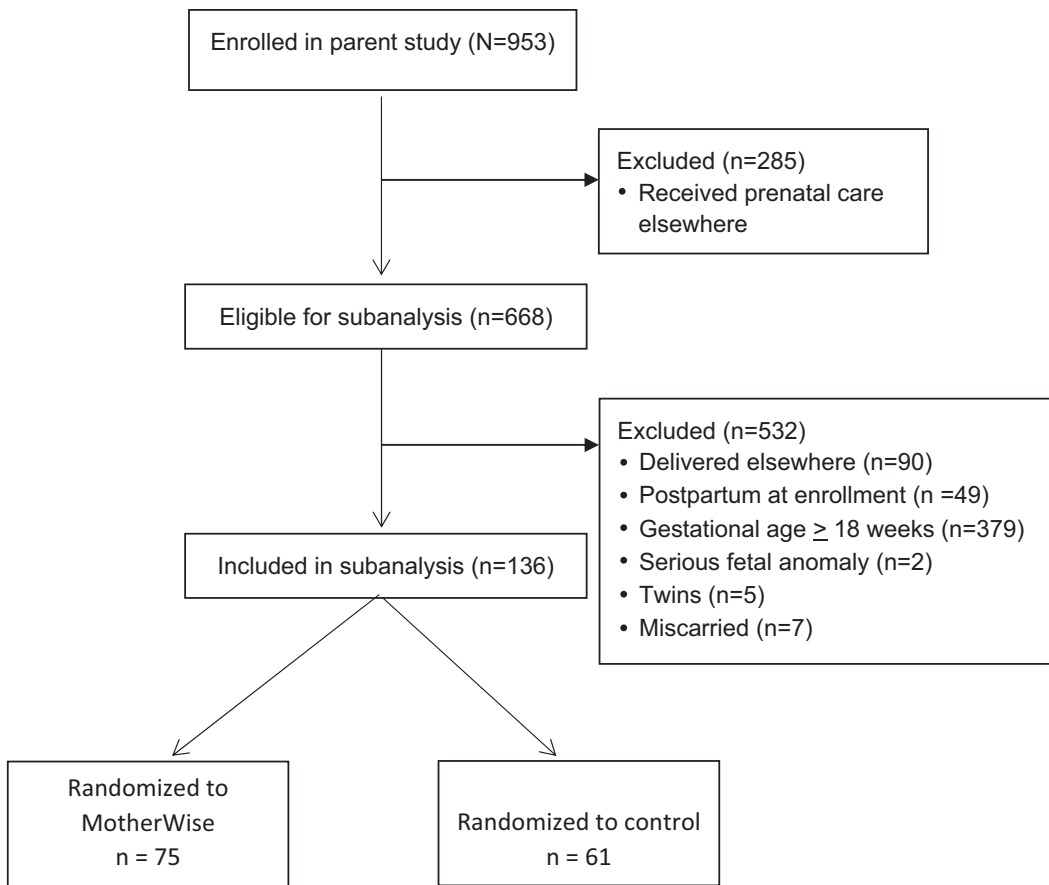 Enrolled in parent study (N=953)
Excluded (n=285)
• Received prenatal care
elsewhere
Eligible for subanalysis (n=668)
Excluded (n=532)
• Delivered elsewhere (n=90)
• Postpartum at enrollment (n =49)
• Gestational age ≥ 18 weeks (n=379)
• Serious fetal anomaly (n=2)
• Twins (n=5)
• Miscarried (n=7)
Included in subanalysis (n=136)
Randomized to
MotherWise
n = 75
Randomized to control
n = 61